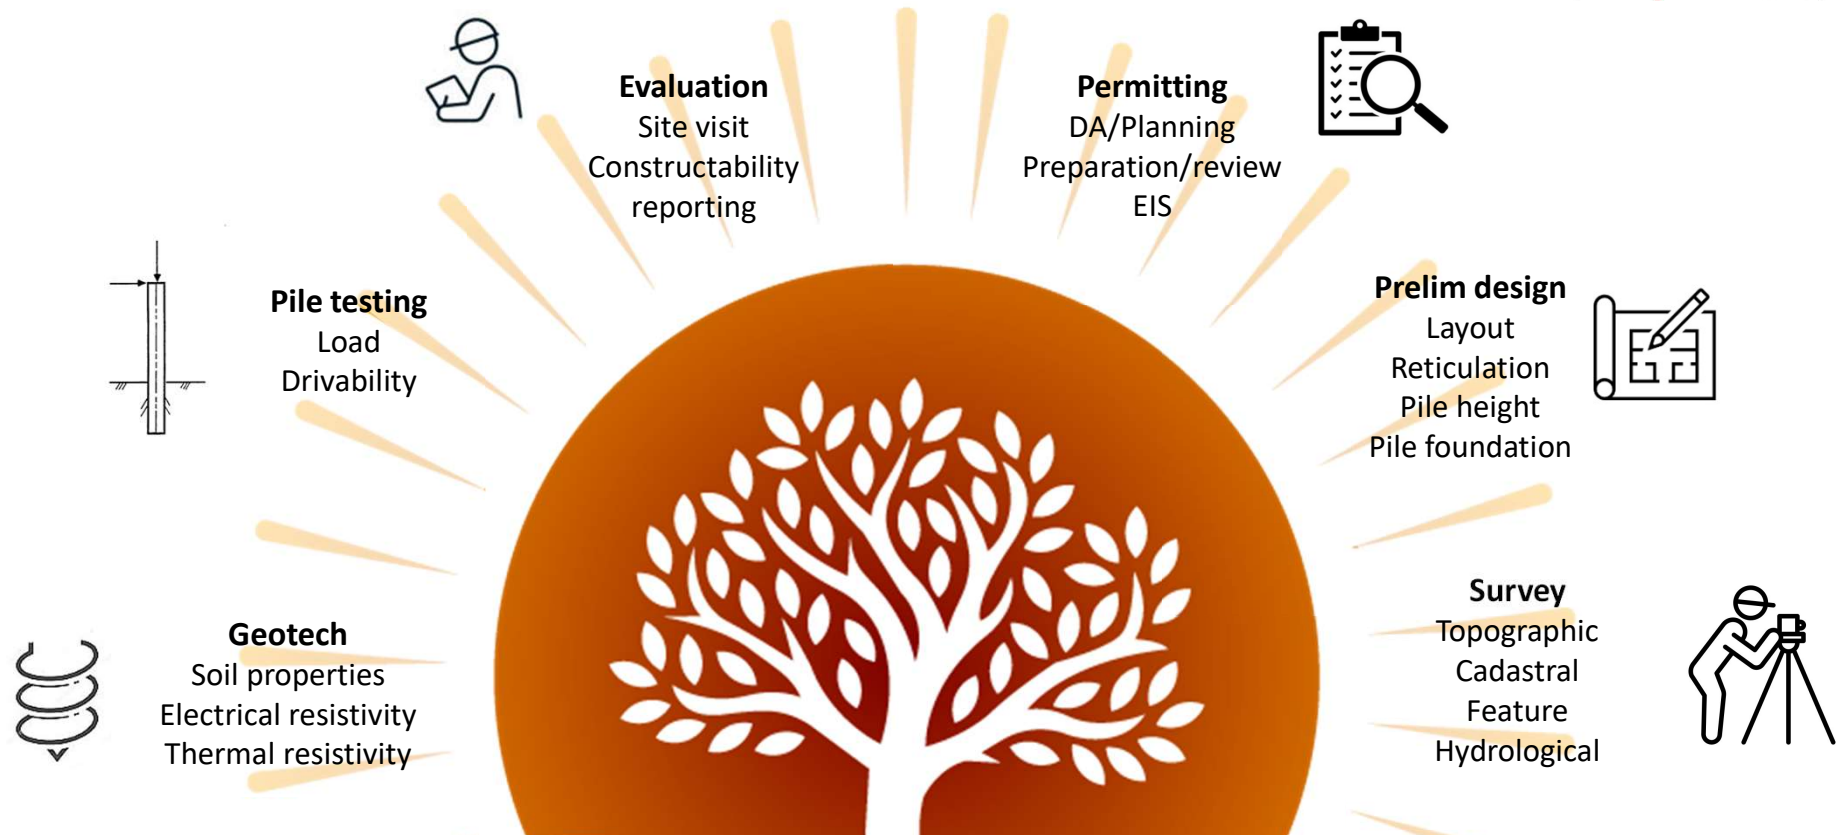 Evaluation
Site visit
Constructability
reporting
Permitting
DA/Planning
Preparation/review
EIS
Pile testing
Load
Drivability
Prelim design
Layout
Reticulation
Pile height
Pile foundation
Geotech
Soil properties
Electrical resistivity
Thermal resistivity
Survey
Topographic
Cadastral
Feature
Hydrological